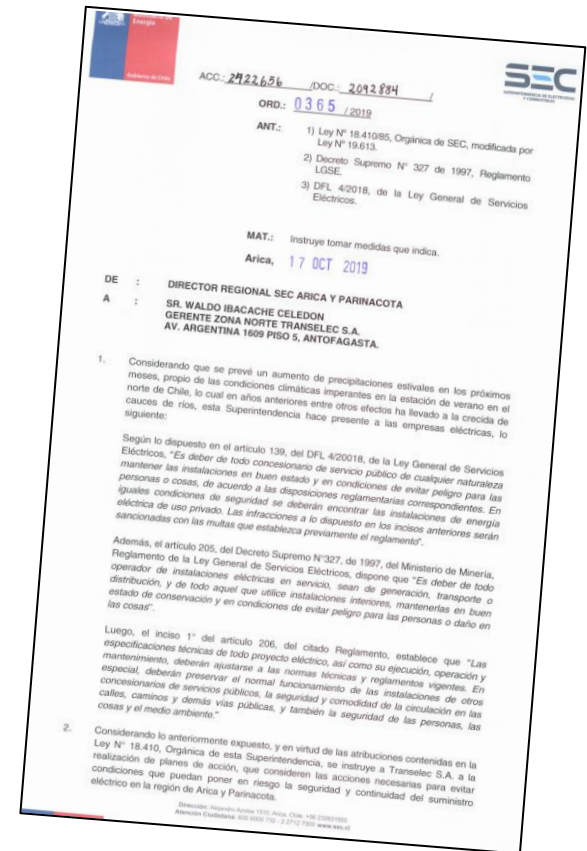 Energía
Gobierno de Chile
SEC
SUPERINTENDENCIA DE ELECTRICIDAD
Y COMBUSTIBLES
ACC.: 2422656 /DOC.: 2092884 /
ORD.: 0365 / 2019
ANT.: 1) Ley N° 18.410/85, Orgánica de SEC, modificada por
Ley N° 19.613.
2) Decreto Supremo N° 327 de 1997, Reglamento
LGSE.
3) DFL 4/2018, de la Ley General de Servicios
Eléctricos.
MAT.: Instruye tomar medidas que indica.
Arica, 17 OCT 2019
DE : DIRECTOR REGIONAL SEC ARICA Y PARINACOTA
A : SR. WALDO IBACACHE CELEDON
GERENTE ZONA NORTE TRANSELEC S.A.
AV. ARGENTINA 1609 PISO 5, ANTOFAGASTA.
1. Considerando que se prevé un aumento de precipitaciones estivales en los próximos
meses, propio de las condiciones climáticas imperantes en la estación de verano en el
norte de Chile, lo cual en años anteriores entre otros efectos ha llevado a la crecida de
cauces de ríos, esta Superintendencia hace presente a las empresas eléctricas, lo
siguiente:
Según lo dispuesto en el artículo 139, del DFL 4/20018, de la Ley General de Servicios
Eléctricos, "Es deber de todo concesionario de servicio público de cualquier naturaleza
mantener las instalaciones en buen estado y en condiciones de evitar peligro para las
personas o cosas, de acuerdo a las disposiciones reglamentarias correspondientes. En
iguales condiciones de seguridad se deberán encontrar las instalaciones de energía
eléctrica de uso privado. Las infracciones a lo dispuesto en los incisos anteriores serán
sancionadas con las multas que establezca previamente el reglamento".
Además, el artículo 205, del Decreto Supremo N°327, de 1997, del Ministerio de Minería,
Reglamento de la Ley General de Servicios Eléctricos, dispone que "Es deber de todo
operador de instalaciones eléctricas en servicio, sean de generación, transporte o
distribución, y de todo aquel que utilice instalaciones interiores, mantenerlas en buen
estado de conservación y en condiciones de evitar peligro para las personas o daño en
las cosas".
Luego, el inciso 1° del artículo 206, del citado Reglamento, establece que "Las
especificaciones técnicas de todo proyecto eléctrico, así como su ejecución, operación y
mantenimiento, deberán ajustarse a las normas técnicas y reglamentos vigentes. En
especial, deberán preservar el normal funcionamiento de las instalaciones de otros
concesionarios de servicios públicos, la seguridad y comodidad de la circulación en las
calles, caminos y demás vías públicas, y también la seguridad de las personas, las
cosas y el medio ambiente."
2. Considerando lo anteriormente expuesto, y en virtud de las atribuciones contenidas en la
Ley N° 18.410, Orgánica de esta Superintendencia, se instruye a Transelec S.A. a la
realización de planes de acción, que consideren las acciones necesarias para evitar
condiciones que puedan poner en riesgo la seguridad y continuidad del suministro
eléctrico en la región de Arica y Parinacota.
Dirección: Alejandro Azolas 1510, Arica, Chile
Atención Ciudadana: 600 6000 732 - 2 2712 7000 www.sec.cl